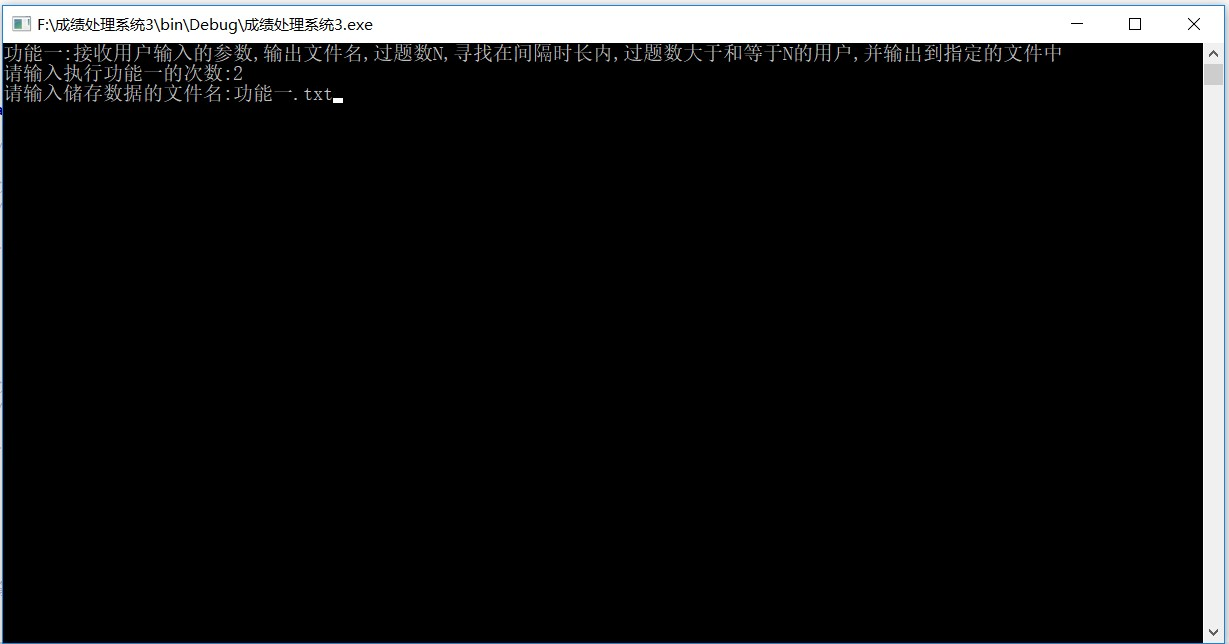 F:\成绩处理系统3\bin\Debug\成绩处理系统3.exe
功能一:接收用户输入的参数,输出文件名,过题数N,寻找在间隔时长内,过题数大于和等于N的用户,并输出到指定的文件中
请输入执行功能一的次数:2
请输入储存数据的文件名:功能一.txt